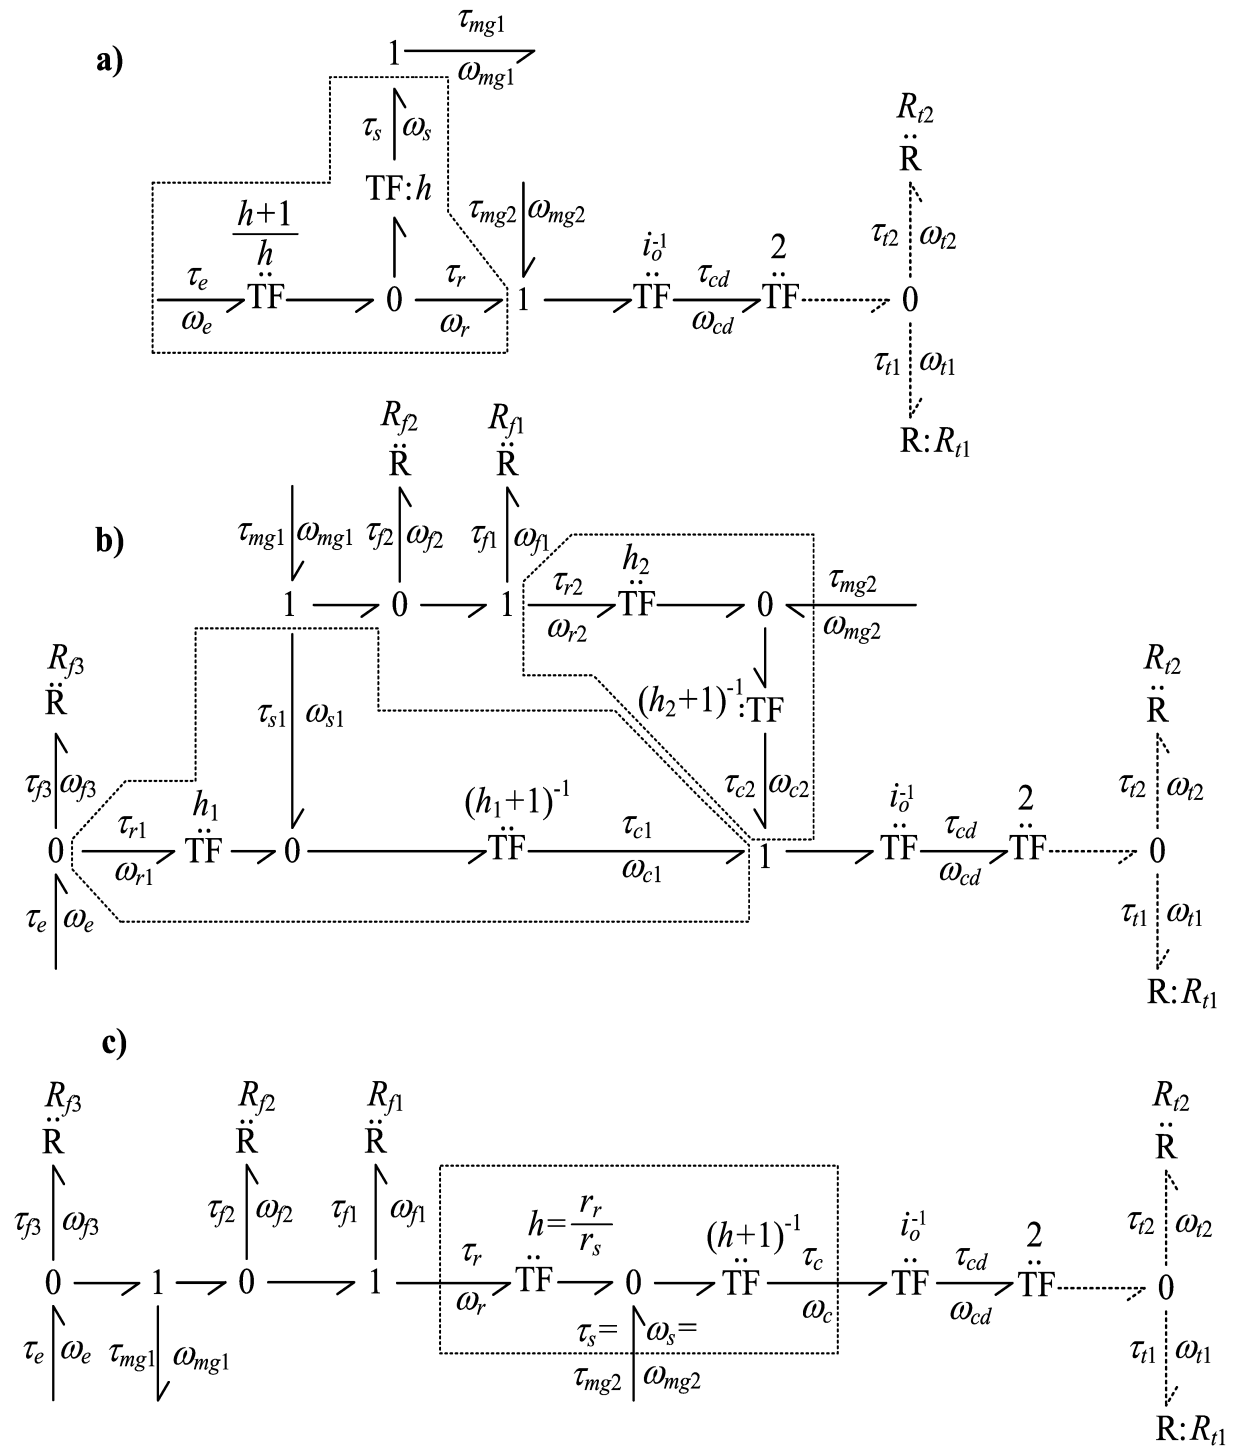 a)
τmg1
1
ωmg1
τs ωs
TF:h
h+1
h
τe
TF
ωe
0
τr
ωr
τmg2 ωmg2
1
io-1
TF
τcd
ωcd
2
TF
Rt2
R
τt2 ωt2
0
τt1 ωt1
R:Rt1
b)
Rf2
R
Rf1
R
τmg1 ωmg1 τf2 ωf2 τf1 ωf1
1
0
1
τr2
ωr2
h2
TF
0
τmg2
ωmg2
Rf3
R
τf3 ωf3
0
τe ωe
τs1 ωs1
(h2+1)-1:TF
τc2 ωc2
τr1
ωr1
h1
TF
0
(h1+1)-1
TF
τc1
ωc1
1
io-1
TF
τcd
ωcd
2
TF
Rt2
R
τt2 ωt2
0
τt1 ωt1
R:Rt1
c)
Rf3
R
Rf2
R
Rf1
R
τf3 ωf3
τf2 ωf2
τf1 ωf1
0
1
0
1
τe ωe τmg1 ωmg1
τr
ωr
h=rr
rs
TF
0
(h+1)-1
TF
τc
ωc
τs= ωs=
τmg2 ωmg2
io-1
TF
τcd
ωcd
2
TF
Rt2
R
τt2 ωt2
0
τt1 ωt1
R:Rt1